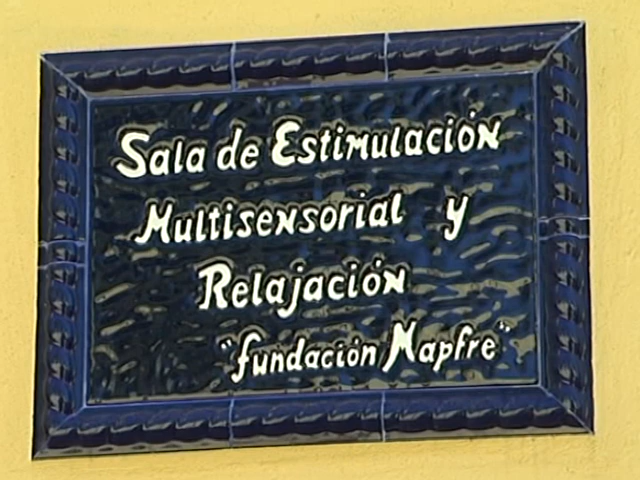 Sala de Estimulación
Multisensorial y
Relajación
"fundación Mapfre"